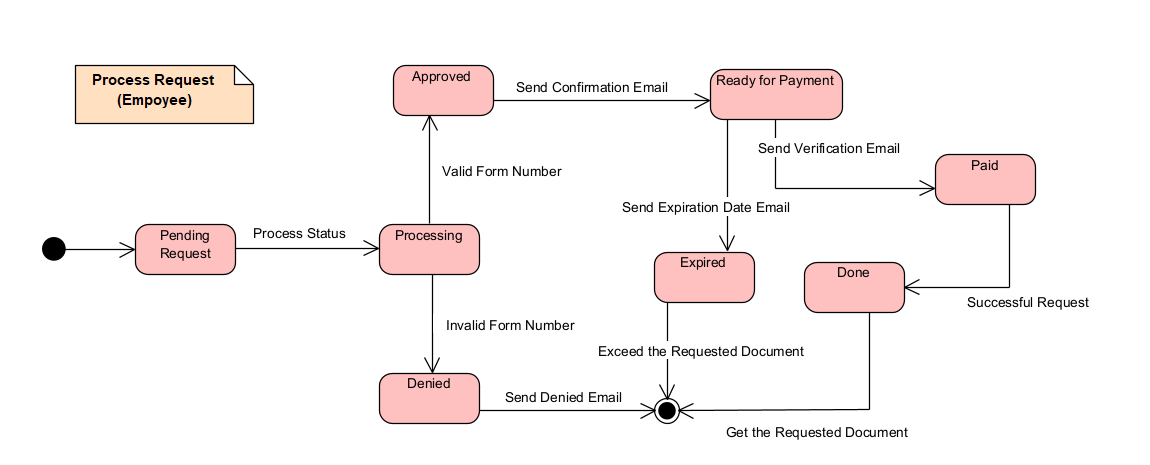 Process Request
(Empoyee)
Approved
Send Confirmation Email
Ready for Payment
Send Verification Email
Paid
Valid Form Number
Send Expiration Date Email
Pending
Request
Process Status
Processing
Expired
Done
Successful Request
Invalid Form Number
Exceed the Requested Document
Denied
Send Denied Email
Get the Requested Document